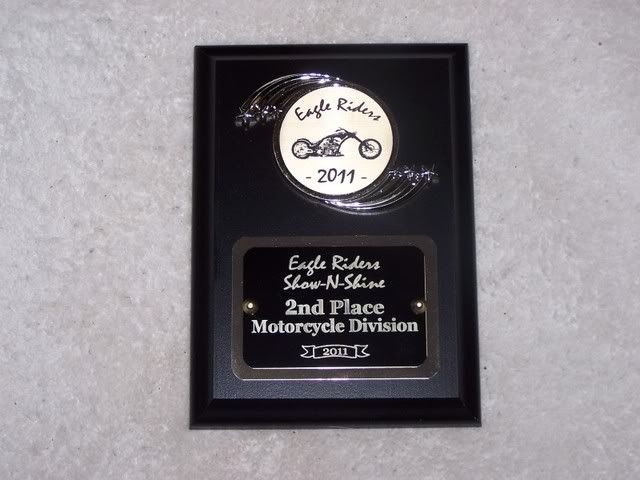 Eagle Riders
- 2011 -
Eagle Riders
Show-N-Shine
2nd Place
Motorcycle Division
2011